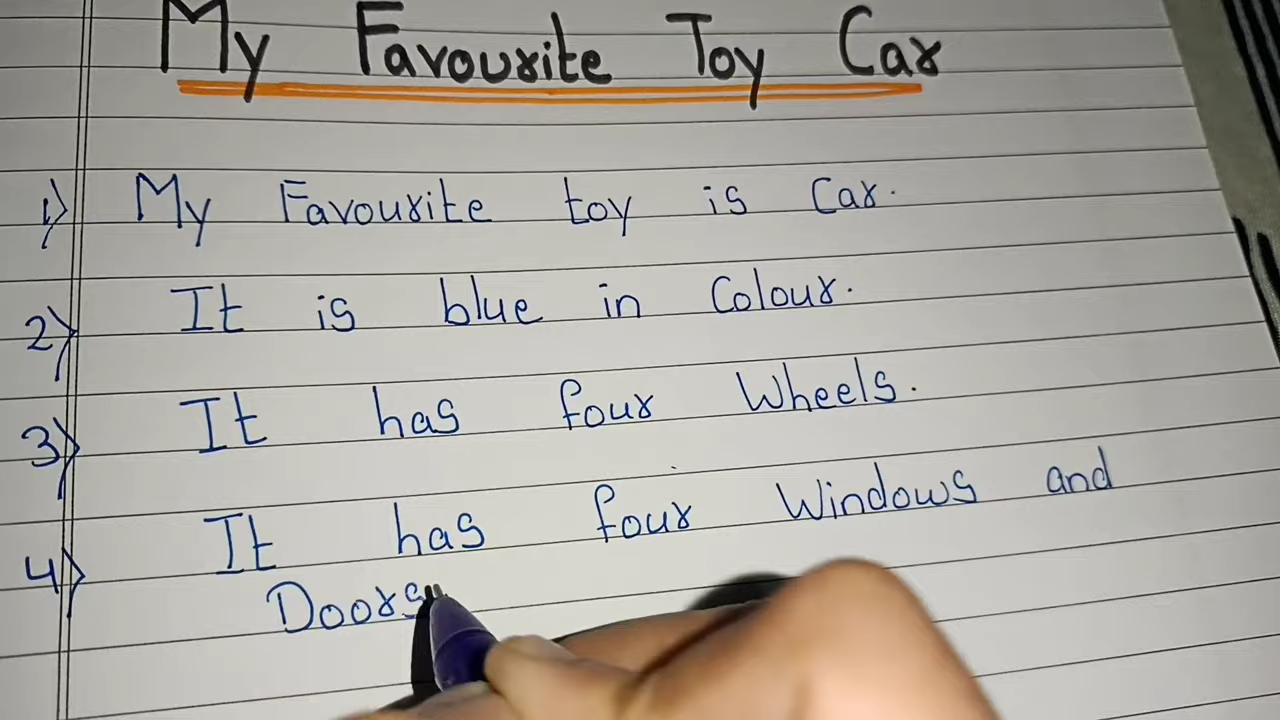 My Favourite Toy Car
1) My Favourite toy is Car.
2) It is blue in Colour.
3) It has four Wheels.
4) It has four Windows and
Doors